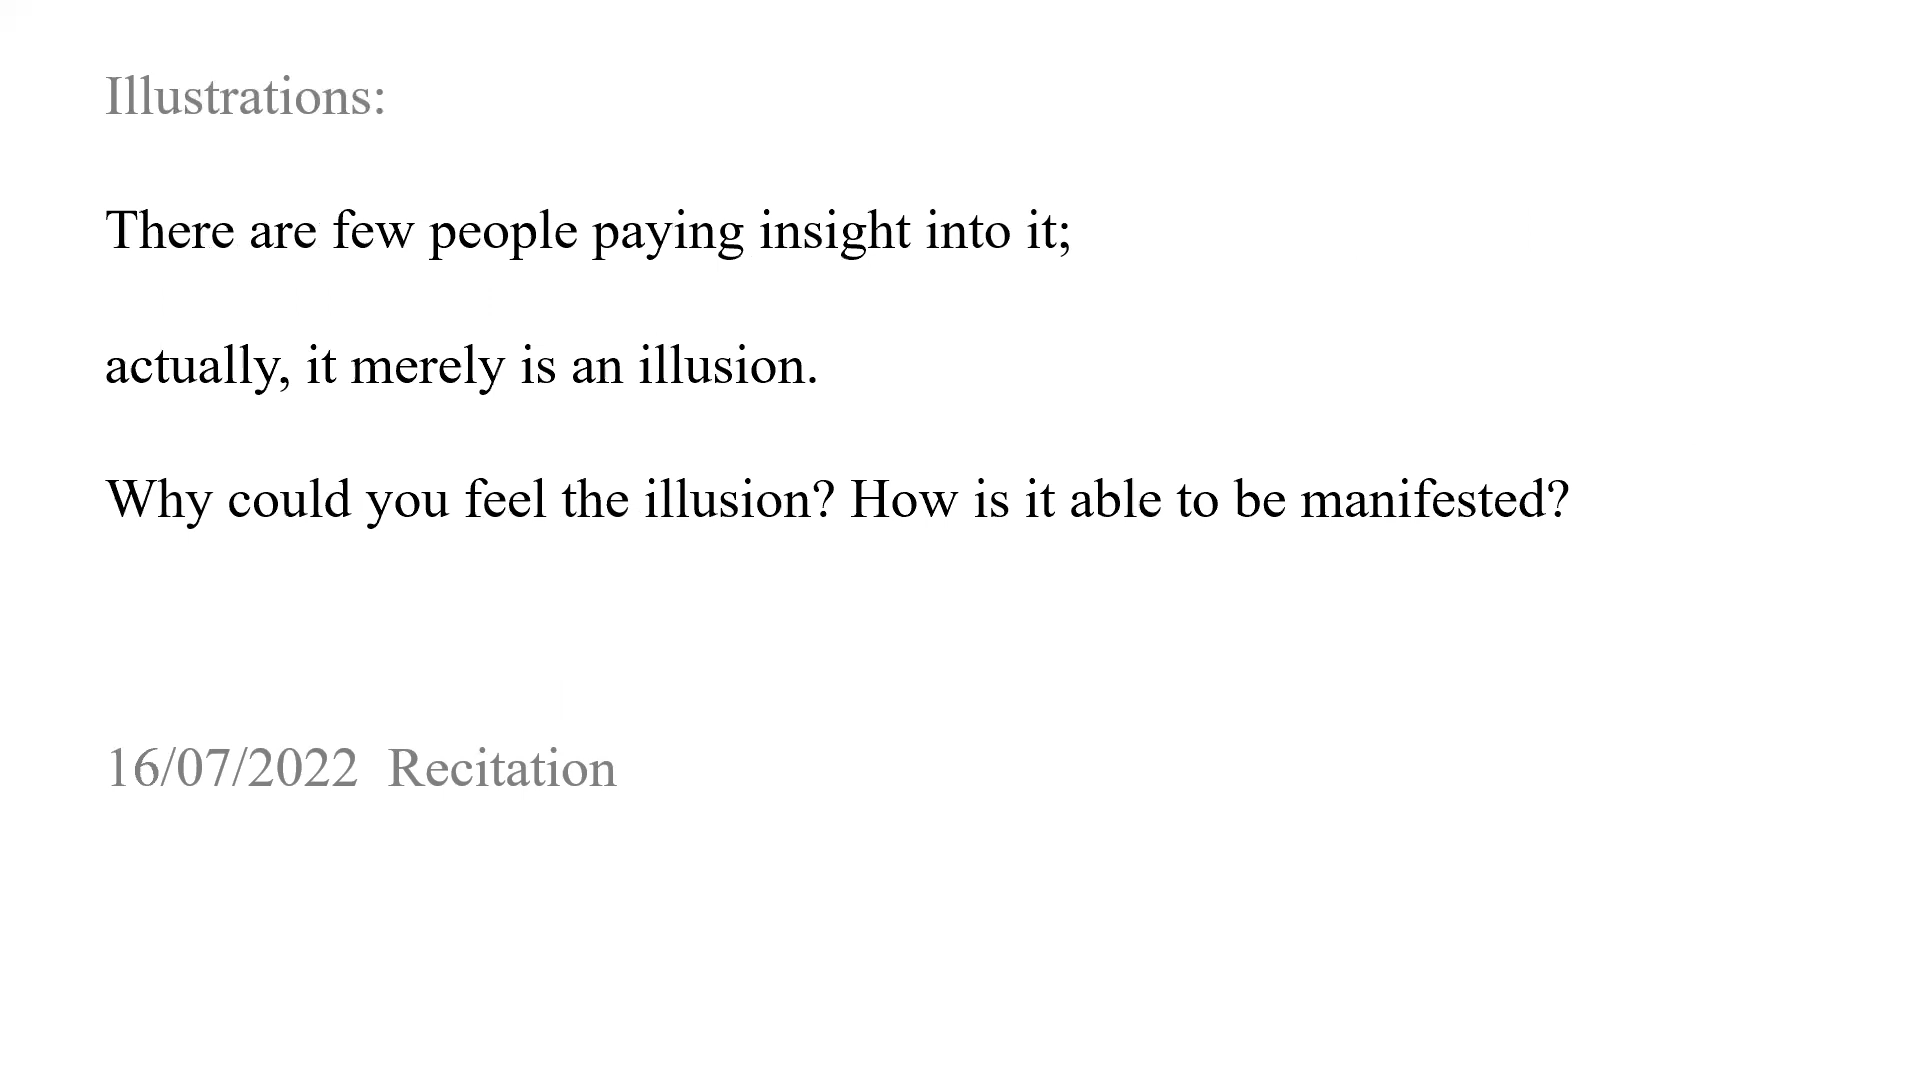 Illustrations:
There are few people paying insight into it;
actually, it merely is an illusion.
Why could you feel the illusion? How is it able to be manifested?
16/07/2022  Recitation